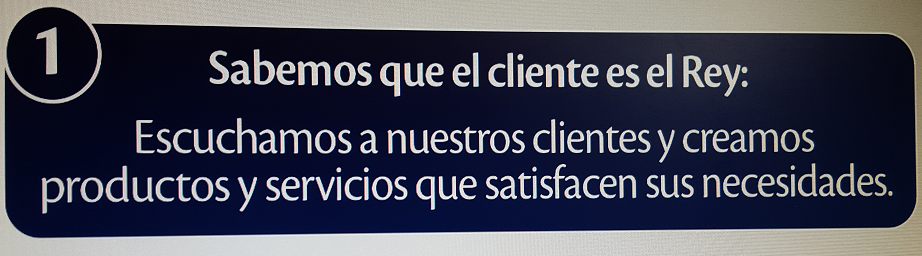 1
Sabemos que el cliente es el Rey:
Escuchamos a nuestros clientes y creamos
productos y servicios que satisfacen sus necesidades.